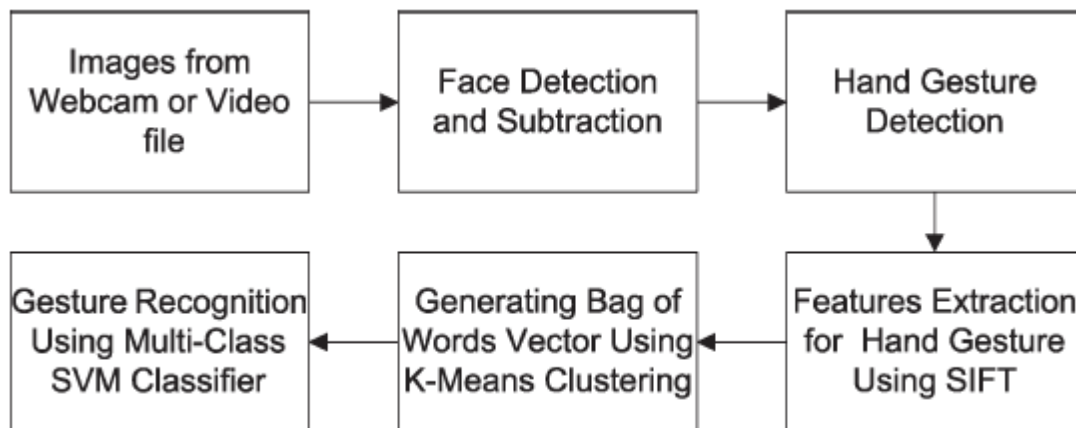 Images from
Webcam or Video
file
Face Detection
and Subtraction
Hand Gesture
Detection
Features Extraction
for Hand Gesture
Using SIFT
Generating Bag of
Words Vector Using
K-Means Clustering
Gesture Recognition
Using Multi-Class
SVM Classifier